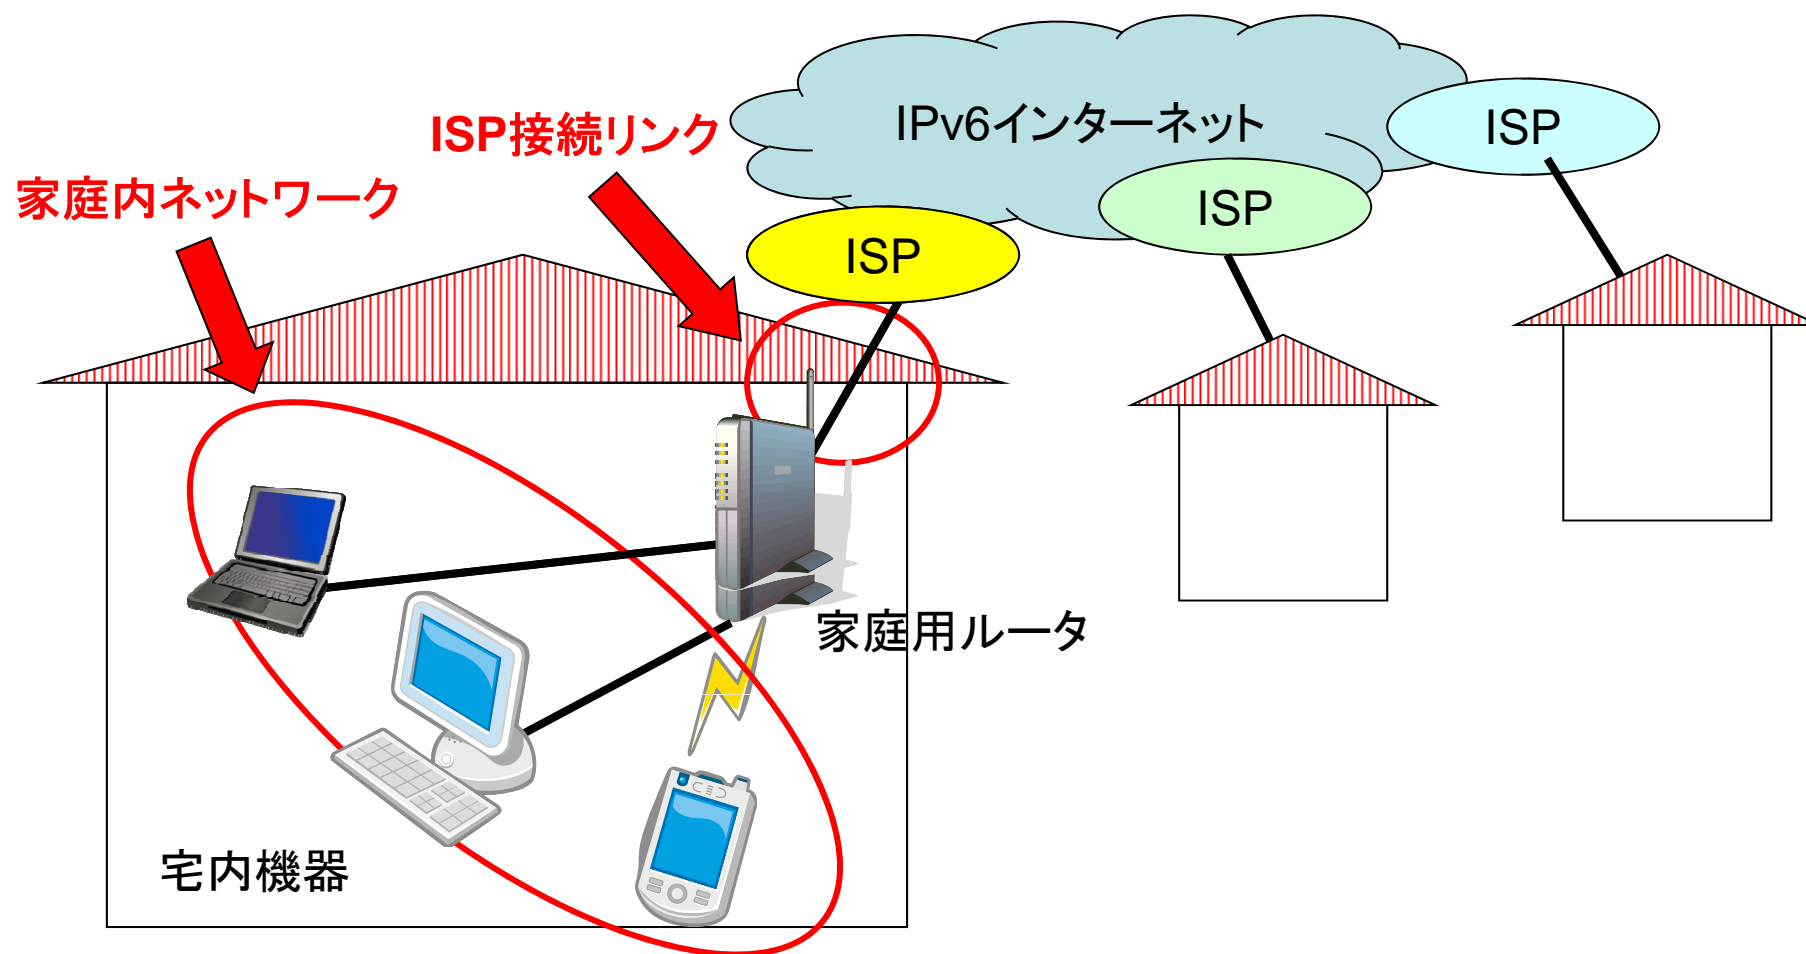 IPv6インターネット
ISP
ISP接続リンク
家庭内ネットワーク
ISP
ISP
家庭用ルータ
宅内機器